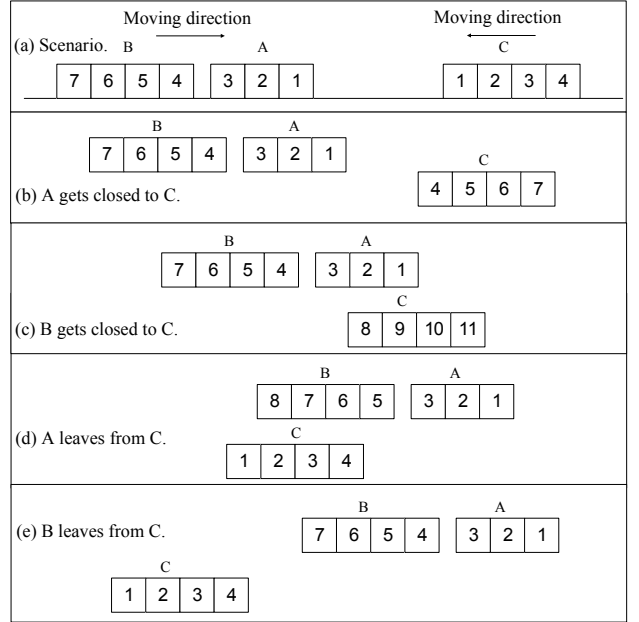 Moving direction Moving direction
(a) Scenario. B A C
7 6 5 4 3 2 1 1 2 3 4
B A
7 6 5 4 3 2 1
C
4 5 6 7
(b) A gets closed to C.
B A
7 6 5 4 3 2 1
C
8 9 10 11
(c) B gets closed to C.
B A
8 7 6 5 3 2 1
C
(d) A leaves from C.
1 2 3 4
B A
(e) B leaves from C.
7 6 5 4 3 2 1
C
1 2 3 4